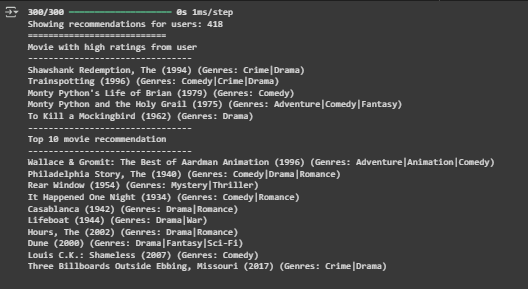 300/300 ━━━━━━━━━━━━━━━━━━━━ 0s 1ms/step
Showing recommendations for users: 418
===========================
Movie with high ratings from user
--------------------------------
Shawshank Redemption, The (1994) (Genres: Crime|Drama)
Trainspotting (1996) (Genres: Comedy|Crime|Drama)
Monty Python's Life of Brian (1979) (Genres: Comedy)
Monty Python and the Holy Grail (1975) (Genres: Adventure|Comedy|Fantasy)
To Kill a Mockingbird (1962) (Genres: Drama)
--------------------------------
Top 10 movie recommendation
--------------------------------
Wallace & Gromit: The Best of Aardman Animation (1996) (Genres: Adventure|Animation|Comedy)
Philadelphia Story, The (1940) (Genres: Comedy|Drama|Romance)
Rear Window (1954) (Genres: Mystery|Thriller)
It Happened One Night (1934) (Genres: Comedy|Romance)
Casablanca (1942) (Genres: Drama|Romance)
Lifeboat (1944) (Genres: Drama|War)
Hours, The (2002) (Genres: Drama|Romance)
Dune (2000) (Genres: Drama|Fantasy|Sci-Fi)
Louis C.K.: Shameless (2007) (Genres: Comedy)
Three Billboards Outside Ebbing, Missouri (2017) (Genres: Crime|Drama)